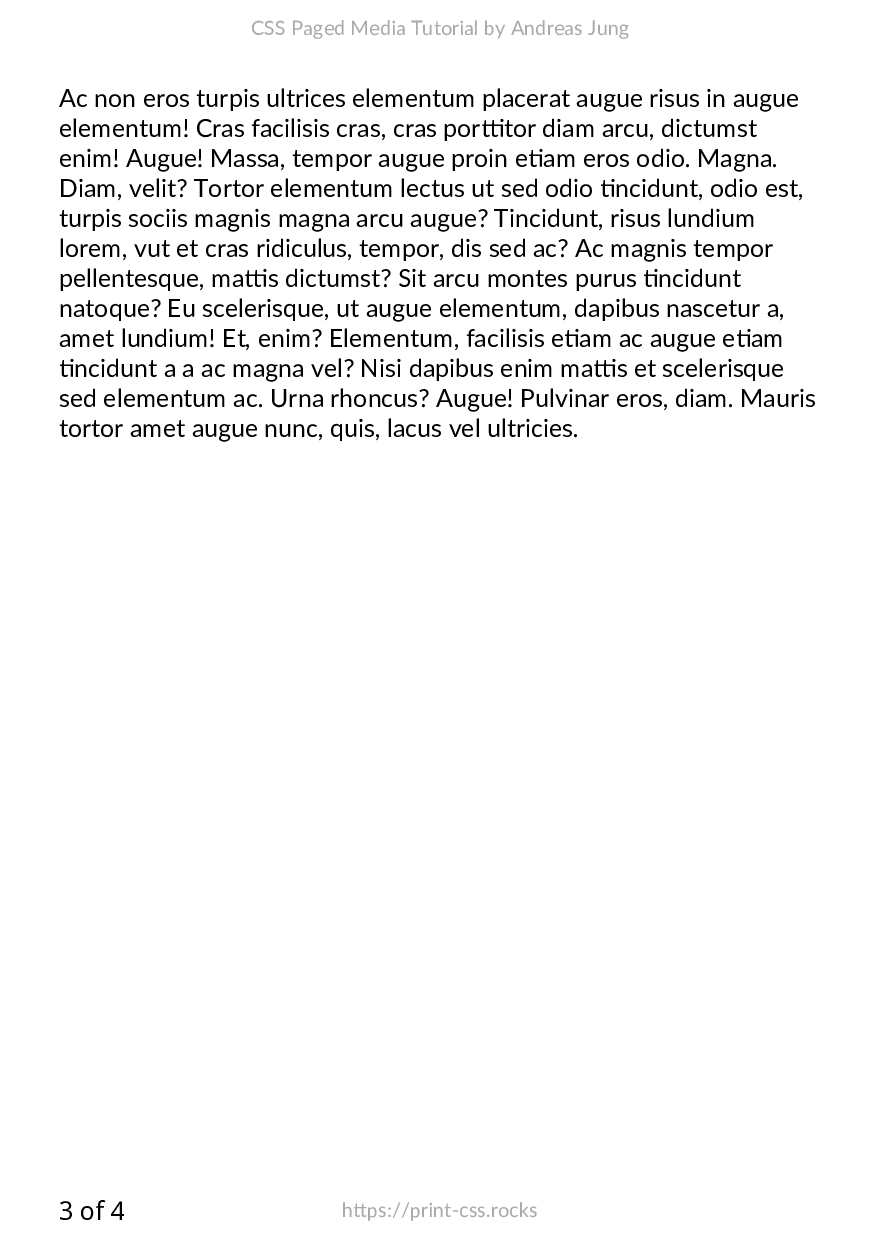 CSS Paged Media Tutorial by Andreas Jung
Ac non eros turpis ultrices elementum placerat augue risus in augue
elementum! Cras facilisis cras, cras porttitor diam arcu, dictumst
enim! Augue! Massa, tempor augue proin etiam eros odio. Magna.
Diam, velit? Tortor elementum lectus ut sed odio tincidunt, odio est,
turpis sociis magnis magna arcu augue? Tincidunt, risus lundium
lorem, vut et cras ridiculus, tempor, dis sed ac? Ac magnis tempor
pellentesque, mattis dictumst? Sit arcu montes purus tincidunt
natoque? Eu scelerisque, ut augue elementum, dapibus nascetur a,
amet lundium! Et, enim? Elementum, facilisis etiam ac augue etiam
tincidunt a a ac magna vel? Nisi dapibus enim mattis et scelerisque
sed elementum ac. Urna rhoncus? Augue! Pulvinar eros, diam. Mauris
tortor amet augue nunc, quis, lacus vel ultricies.
3 of 4
https://print-css.rocks